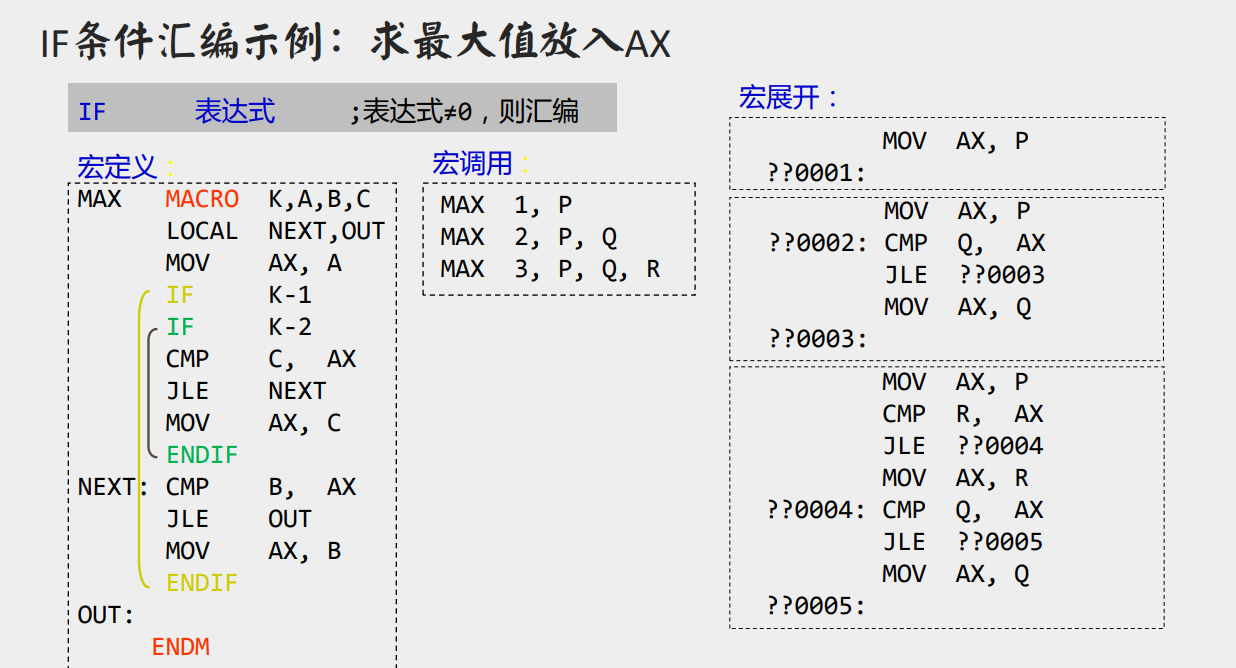 IF条件汇编示例：求最大值放入AX
IF 表达式 ;表达式≠0，则汇编
宏定义：
MAX MACRO K,A,B,C
LOCAL NEXT,OUT
MOV AX, A
IF K-1
IF K-2
CMP C, AX
JLE NEXT
MOV AX, C
ENDIF
NEXT: CMP B, AX
JLE OUT
MOV AX, B
ENDIF
OUT:
ENDM
宏调用：
MAX 1, P
MAX 2, P, Q
MAX 3, P, Q, R
宏展开：
MOV AX, P
??0001:
MOV AX, P
??0002: CMP Q, AX
JLE ??0003
MOV AX, Q
??0003:
MOV AX, P
CMP R, AX
JLE ??0004
MOV AX, R
??0004: CMP Q, AX
JLE ??0005
MOV AX, Q
??0005: